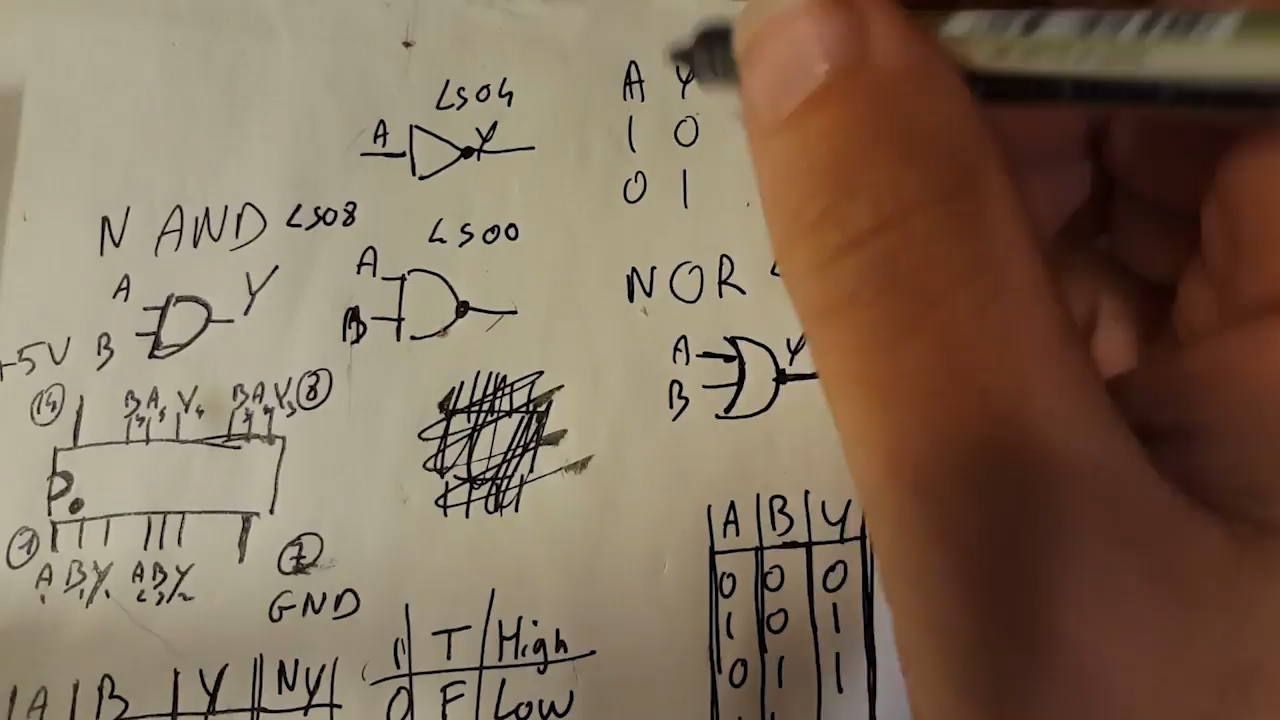 LS04
A Y
A Y
1 0
0 1
N AND LS08
LS00
A Y
B
A
B
NOR
A Y
B
+5V
14 B A Y B A Y 8
1 A B Y A B Y 7
GND
A B Y
0 0 0
1 0 1
0 1 1
1 T High
0 F Low
A B Y NY